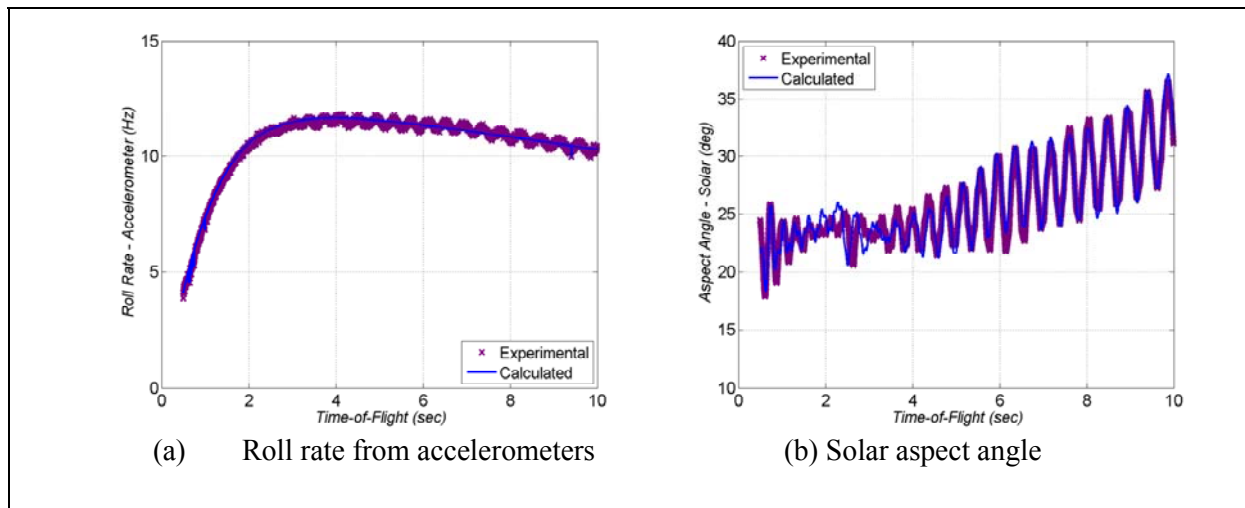 15
10
5
0
Roll Rate - Accelerometer (Hz)
Experimental
Calculated
0 2 4 6 8 10
Time-of-Flight (sec)
(a) Roll rate from accelerometers
40
35
30
25
20
15
10
Aspect Angle - Solar (deg)
Experimental
Calculated
0 2 4 6 8 10
Time-of-Flight (sec)
(b) Solar aspect angle